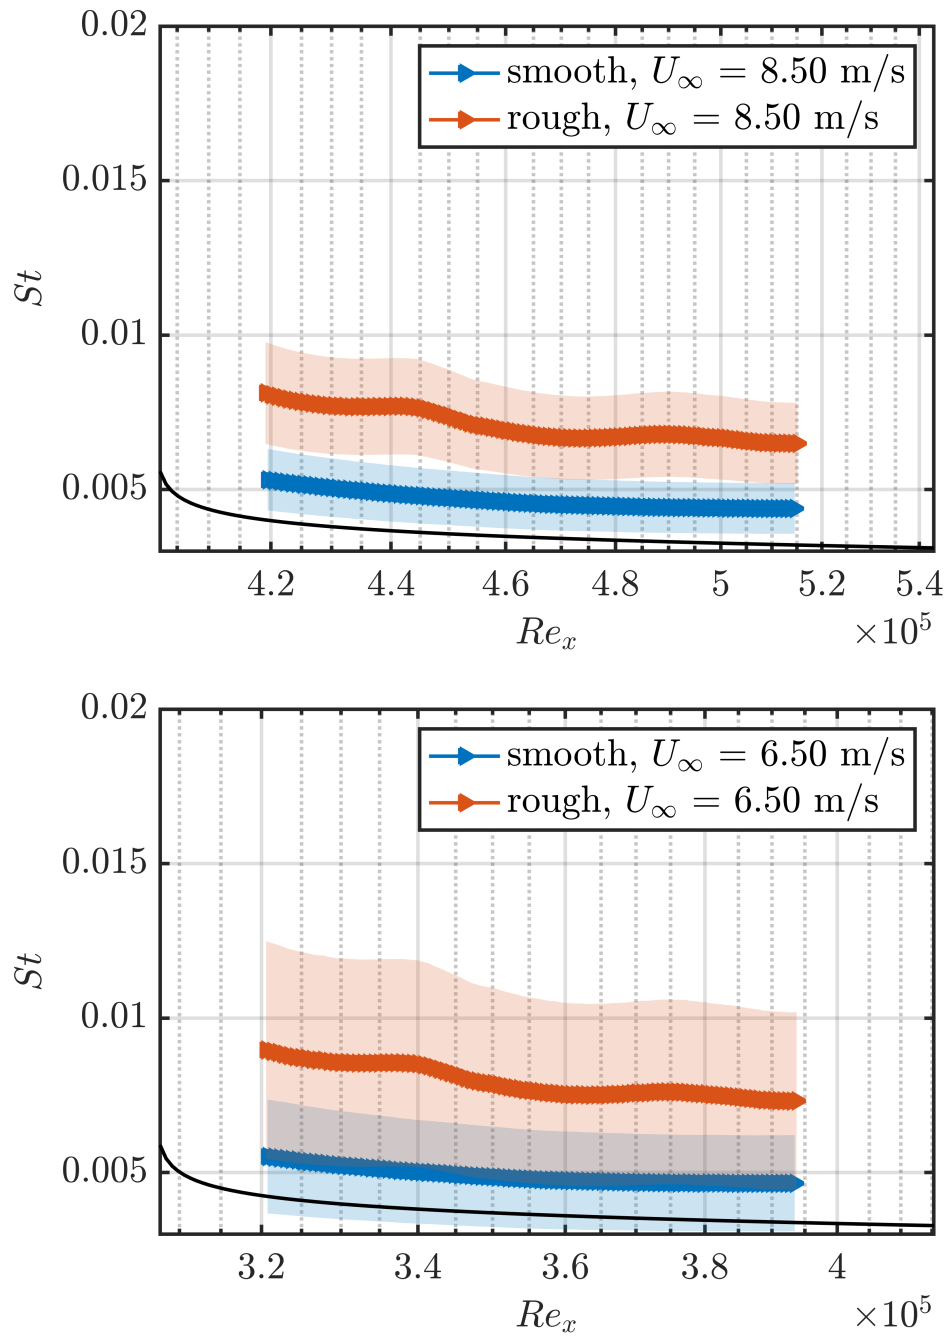 0.02
smooth, U∞ = 8.50 m/s
rough, U∞ = 8.50 m/s
0.015
St
0.01
0.005
4.2 4.4 4.6 4.8 5 5.2 5.4
Re_x ×10^5
0.02
smooth, U∞ = 6.50 m/s
rough, U∞ = 6.50 m/s
0.015
St
0.01
0.005
3.2 3.4 3.6 3.8 4
Re_x ×10^5